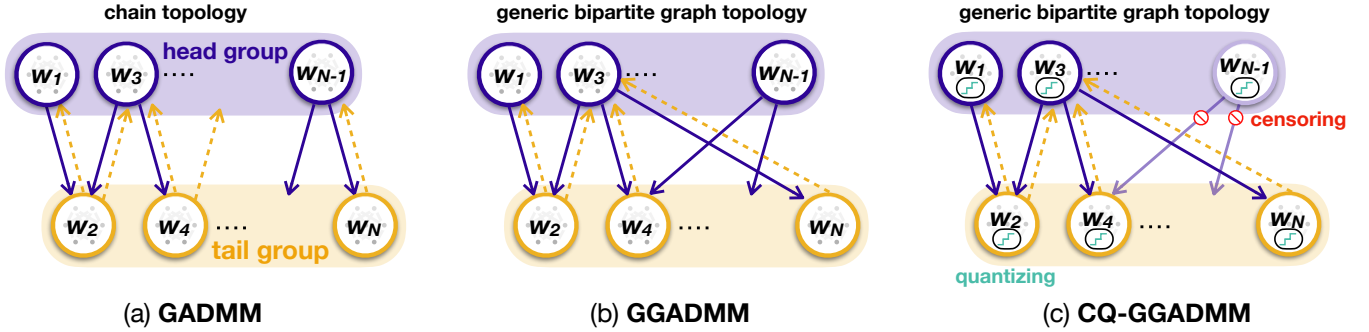 chain topology
head group
w1
w3
....
wN-1
w2
w4
....
wN
tail group
(a) GADMM
generic bipartite graph topology
w1
w3
....
wN-1
w2
w4
....
wN
(b) GGADMM
generic bipartite graph topology
w1
w3
....
wN-1
censoring
w2
w4
....
wN
quantizing
(c) CQ-GGADMM